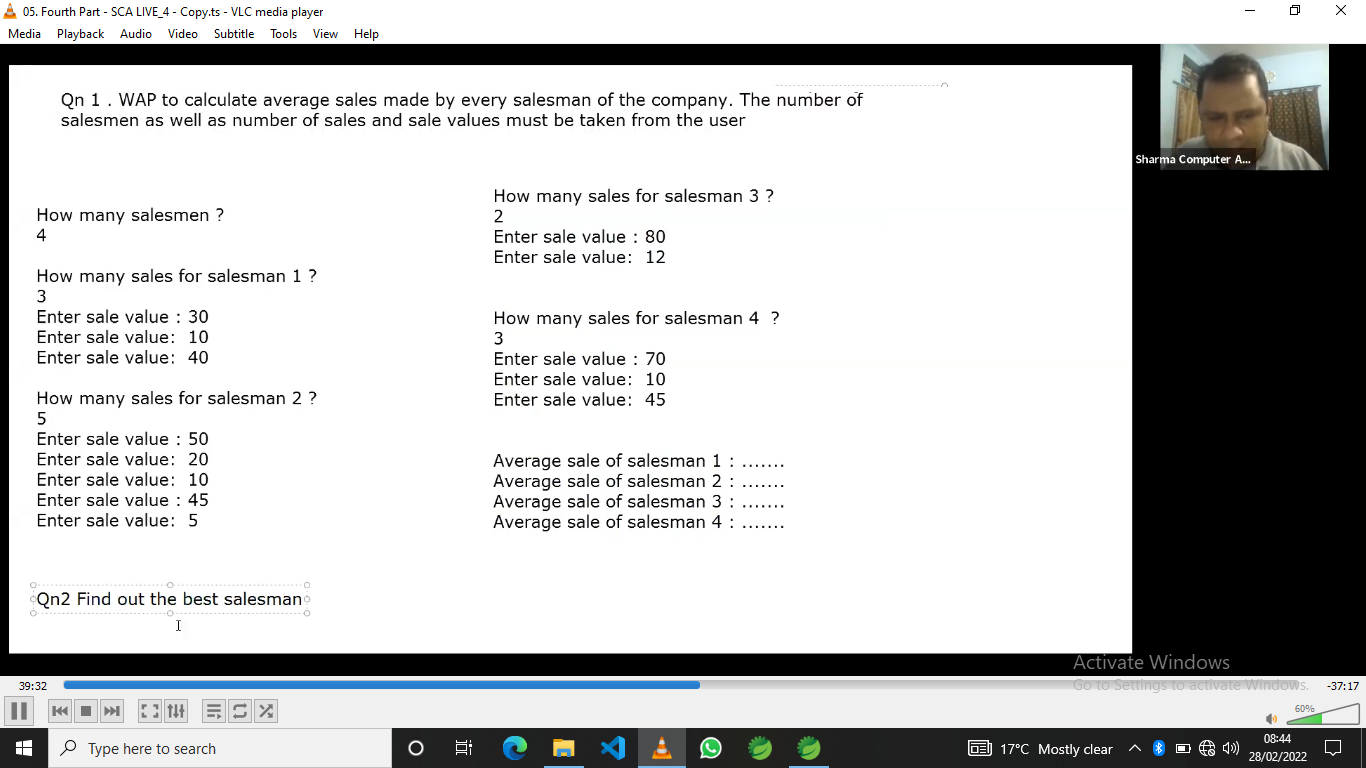 05. Fourth Part - SCA LIVE_4 - Copy.ts - VLC media player
Media Playback Audio Video Subtitle Tools View Help
Qn 1 . WAP to calculate average sales made by every salesman of the company. The number of
salesmen as well as number of sales and sale values must be taken from the user
Sharma Computer A...
How many salesmen ?
4
How many sales for salesman 1 ?
3
Enter sale value : 30
Enter sale value: 10
Enter sale value: 40
How many sales for salesman 2 ?
5
Enter sale value : 50
Enter sale value: 20
Enter sale value: 10
Enter sale value : 45
Enter sale value: 5
How many sales for salesman 3 ?
2
Enter sale value : 80
Enter sale value: 12
How many sales for salesman 4 ?
3
Enter sale value : 70
Enter sale value: 10
Enter sale value: 45
Average sale of salesman 1 : .......
Average sale of salesman 2 : .......
Average sale of salesman 3 : .......
Average sale of salesman 4 : .......
Qn2 Find out the best salesman
Activate Windows
Go to Settings to activate Windows.
39:32
-37:17
60%
Type here to search
17°C Mostly clear
08:44
28/02/2022